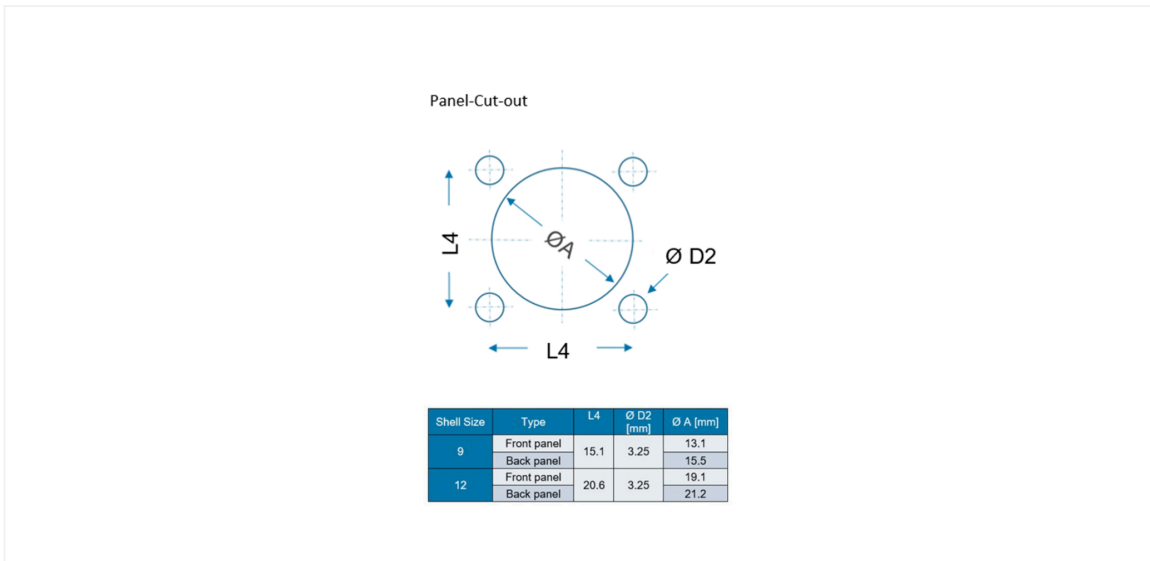 Panel-Cut-out
L4
ØA
Ø D2
L4
Shell Size Type L4 Ø D2 [mm] Ø A [mm]
9 Front panel 15.1 3.25 13.1
Back panel 15.5
12 Front panel 20.6 3.25 19.1
Back panel 21.2